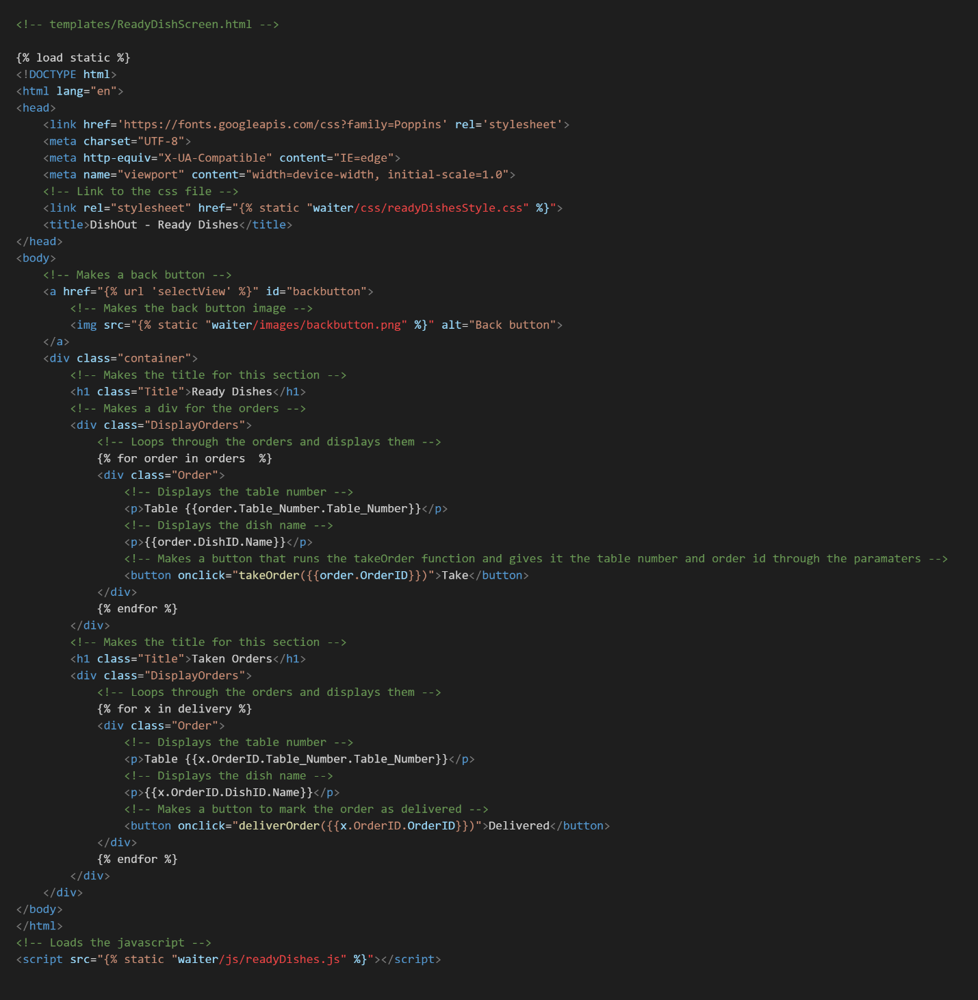 <!-- templates/ReadyDishScreen.html -->

{% load static %}
<!DOCTYPE html>
<html lang="en">
<head>
    <link href='https://fonts.googleapis.com/css?family=Poppins' rel='stylesheet'>
    <meta charset="UTF-8">
    <meta http-equiv="X-UA-Compatible" content="IE=edge">
    <meta name="viewport" content="width=device-width, initial-scale=1.0">
    <!-- Link to the css file -->
    <link rel="stylesheet" href="{% static "waiter/css/readyDishesStyle.css" %}">
    <title>DishOut - Ready Dishes</title>
</head>
<body>
    <!-- Makes a back button -->
    <a href="{% url 'selectView' %}" id="backbutton">
        <!-- Makes the back button image -->
        <img src="{% static "waiter/images/backbutton.png" %}" alt="Back button">
    </a>
    <div class="container">
        <!-- Makes the title for this section -->
        <h1 class="Title">Ready Dishes</h1>
        <!-- Makes a div for the orders -->
        <div class="DisplayOrders">
            <!-- Loops through the orders and displays them -->
            {% for order in orders  %}
            <div class="Order">
                <!-- Displays the table number -->
                <p>Table {{order.Table_Number.Table_Number}}</p>
                <!-- Displays the dish name -->
                <p>{{order.DishID.Name}}</p>
                <!-- Makes a button that runs the takeOrder function and gives it the table number and order id through the paramaters -->
                <button onclick="takeOrder({{order.OrderID}})">Take</button>
            </div>
            {% endfor %}
        </div>
        <!-- Makes the title for this section -->
        <h1 class="Title">Taken Orders</h1>
        <div class="DisplayOrders">
            <!-- Loops through the orders and displays them -->
            {% for x in delivery %}
            <div class="Order">
                <!-- Displays the table number -->
                <p>Table {{x.OrderID.Table_Number.Table_Number}}</p>
                <!-- Displays the dish name -->
                <p>{{x.OrderID.DishID.Name}}</p>
                <!-- Makes a button to mark the order as delivered -->
                <button onclick="deliverOrder({{x.OrderID.OrderID}})">Delivered</button>
            </div>
            {% endfor %}
        </div>
    </div>
</body>
</html>
<!-- Loads the javascript -->
<script src="{% static "waiter/js/readyDishes.js" %}"></script>